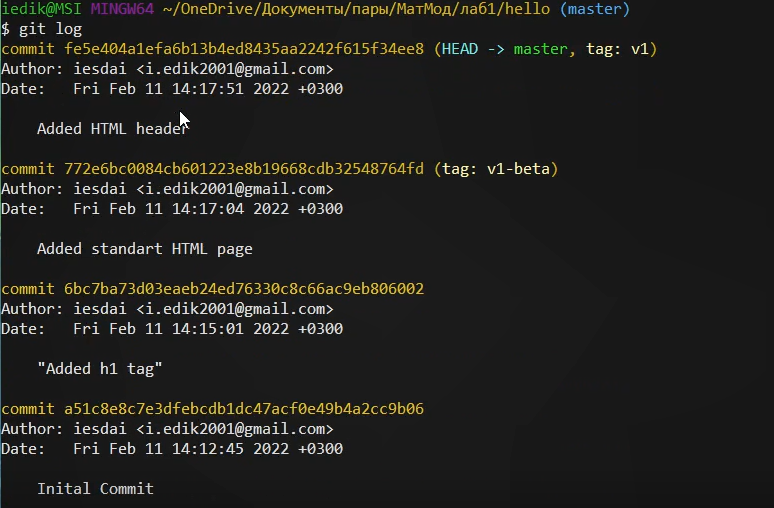 iedik@MSI MINGW64 ~/OneDrive/Документы/пары/МатМод/лаб1/hello (master)
$ git log
commit fe5e404a1efa6b13b4ed8435aa2242f615f34ee8 (HEAD -> master, tag: v1)
Author: iesdai <i.edik2001@gmail.com>
Date:   Fri Feb 11 14:17:51 2022 +0300
    Added HTML header
commit 772e6bc0084cb601223e8b19668cdb32548764fd (tag: v1-beta)
Author: iesdai <i.edik2001@gmail.com>
Date:   Fri Feb 11 14:17:04 2022 +0300
    Added standart HTML page
commit 6bc7ba73d03eaeb24ed76330c8c66ac9eb806002
Author: iesdai <i.edik2001@gmail.com>
Date:   Fri Feb 11 14:15:01 2022 +0300
    "Added h1 tag"
commit a51c8e8c7e3dfebcdb1dc47acf0e49b4a2cc9b06
Author: iesdai <i.edik2001@gmail.com>
Date:   Fri Feb 11 14:12:45 2022 +0300
    Inital Commit